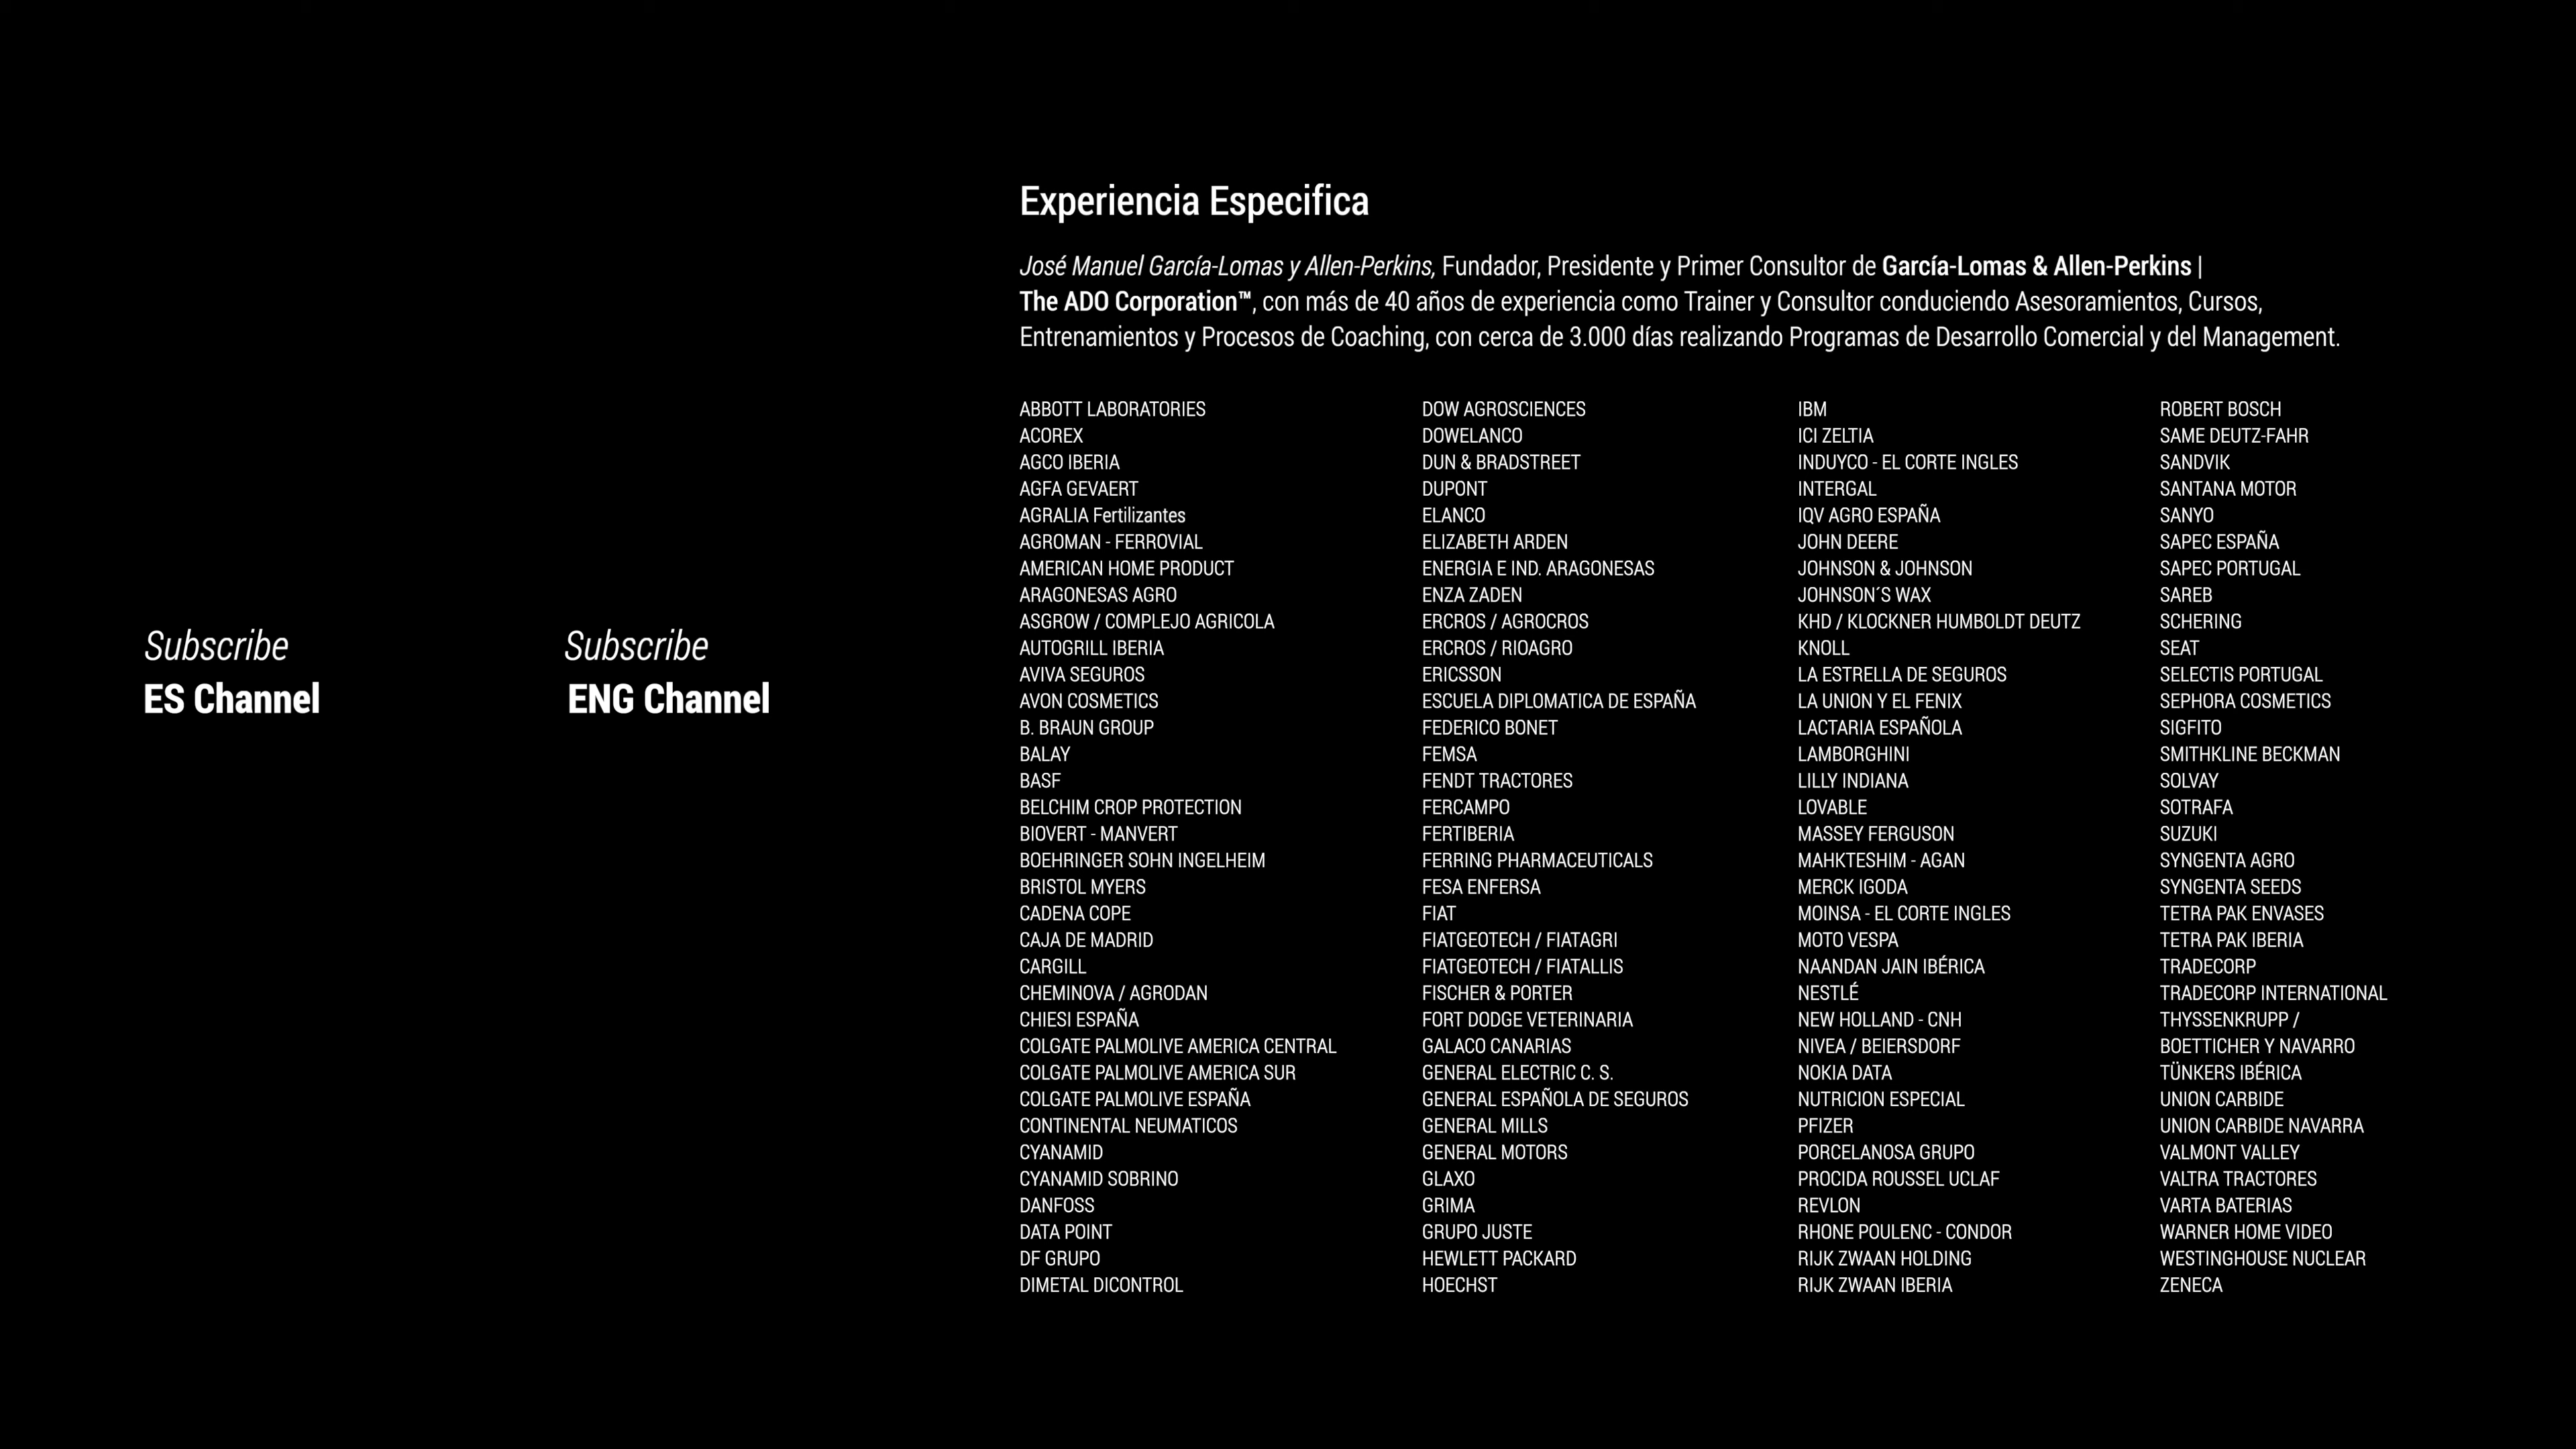 Subscribe
ES Channel
Subscribe
ENG Channel
Experiencia Especifica
José Manuel García-Lomas y Allen-Perkins, Fundador, Presidente y Primer Consultor de García-Lomas & Allen-Perkins |
The ADO Corporation™, con más de 40 años de experiencia como Trainer y Consultor conduciendo Asesoramientos, Cursos,
Entrenamientos y Procesos de Coaching, con cerca de 3.000 días realizando Programas de Desarrollo Comercial y del Management.
ABBOTT LABORATORIES
ACOREX
AGCO IBERIA
AGFA GEVAERT
AGRALIA Fertilizantes
AGROMAN - FERROVIAL
AMERICAN HOME PRODUCT
ARAGONESAS AGRO
ASGROW / COMPLEJO AGRICOLA
AUTOGRILL IBERIA
AVIVA SEGUROS
AVON COSMETICS
B. BRAUN GROUP
BALAY
BASF
BELCHIM CROP PROTECTION
BIOVERT - MANVERT
BOEHRINGER SOHN INGELHEIM
BRISTOL MYERS
CADENA COPE
CAJA DE MADRID
CARGILL
CHEMINOVA / AGRODAN
CHIESI ESPAÑA
COLGATE PALMOLIVE AMERICA CENTRAL
COLGATE PALMOLIVE AMERICA SUR
COLGATE PALMOLIVE ESPAÑA
CONTINENTAL NEUMATICOS
CYANAMID
CYANAMID SOBRINO
DANFOSS
DATA POINT
DF GRUPO
DIMETAL DICONTROL
DOW AGROSCIENCES
DOWELANCO
DUN & BRADSTREET
DUPONT
ELANCO
ELIZABETH ARDEN
ENERGIA E IND. ARAGONESAS
ENZA ZADEN
ERCROS / AGROCROS
ERCROS / RIOAGRO
ERICSSON
ESCUELA DIPLOMATICA DE ESPAÑA
FEDERICO BONET
FEMSA
FENDT TRACTORES
FERCAMPO
FERTIBERIA
FERRING PHARMACEUTICALS
FESA ENFERSA
FIAT
FIATGEOTECH / FIATAGRI
FIATGEOTECH / FIATALLIS
FISCHER & PORTER
FORT DODGE VETERINARIA
GALACO CANARIAS
GENERAL ELECTRIC C. S.
GENERAL ESPAÑOLA DE SEGUROS
GENERAL MILLS
GENERAL MOTORS
GLAXO
GRIMA
GRUPO JUSTE
HEWLETT PACKARD
HOECHST
IBM
ICI ZELTIA
INDUYCO - EL CORTE INGLES
INTERGAL
IQV AGRO ESPAÑA
JOHN DEERE
JOHNSON & JOHNSON
JOHNSON´S WAX
KHD / KLOCKNER HUMBOLDT DEUTZ
KNOLL
LA ESTRELLA DE SEGUROS
LA UNION Y EL FENIX
LACTARIA ESPAÑOLA
LAMBORGHINI
LILLY INDIANA
LOVABLE
MASSEY FERGUSON
MAHKTESHIM - AGAN
MERCK IGODA
MOINSA - EL CORTE INGLES
MOTO VESPA
NAANDAN JAIN IBÉRICA
NESTLÉ
NEW HOLLAND - CNH
NIVEA / BEIERSDORF
NOKIA DATA
NUTRICION ESPECIAL
PFIZER
PORCELANOSA GRUPO
PROCIDA ROUSSEL UCLAF
REVLON
RHONE POULENC - CONDOR
RIJK ZWAAN HOLDING
RIJK ZWAAN IBERIA
ROBERT BOSCH
SAME DEUTZ-FAHR
SANDVIK
SANTANA MOTOR
SANYO
SAPEC ESPAÑA
SAPEC PORTUGAL
SAREB
SCHERING
SEAT
SELECTIS PORTUGAL
SEPHORA COSMETICS
SIGFITO
SMITHKLINE BECKMAN
SOLVAY
SOTRAFA
SUZUKI
SYNGENTA AGRO
SYNGENTA SEEDS
TETRA PAK ENVASES
TETRA PAK IBERIA
TRADECORP
TRADECORP INTERNATIONAL
THYSSENKRUPP /
BOETTICHER Y NAVARRO
TÜNKERS IBÉRICA
UNION CARBIDE
UNION CARBIDE NAVARRA
VALMONT VALLEY
VALTRA TRACTORES
VARTA BATERIAS
WARNER HOME VIDEO
WESTINGHOUSE NUCLEAR
ZENECA